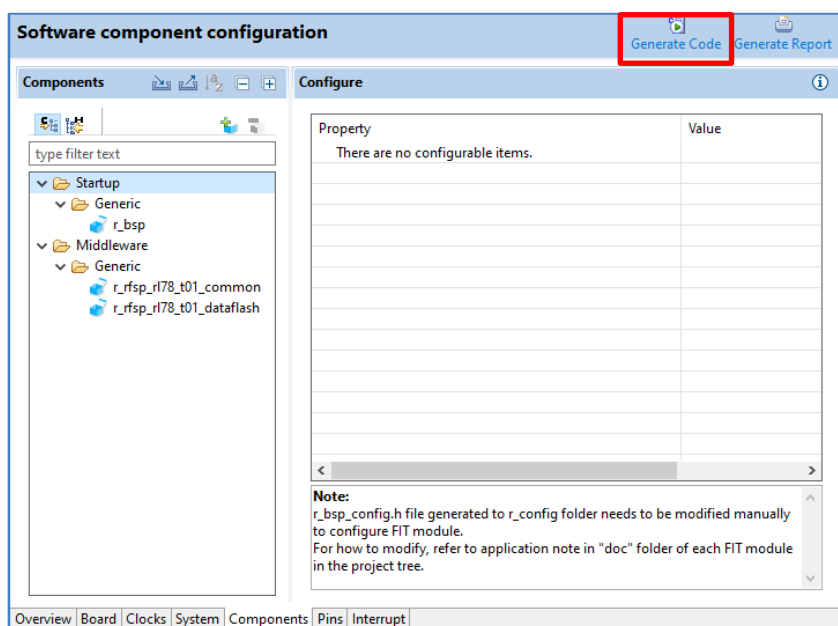 Software component configuration
Generate Code
Generate Report
Components
Configure
type filter text
Startup
Generic
r_bsp
Middleware
Generic
r_rfsp_rl78_t01_common
r_rfsp_rl78_t01_dataflash
Property
Value
There are no configurable items.
Note:
r_bsp_config.h file generated to r_config folder needs to be modified manually
to configure FIT module.
For how to modify, refer to application note in "doc" folder of each FIT module
in the project tree.
Overview
Board
Clocks
System
Components
Pins
Interrupt